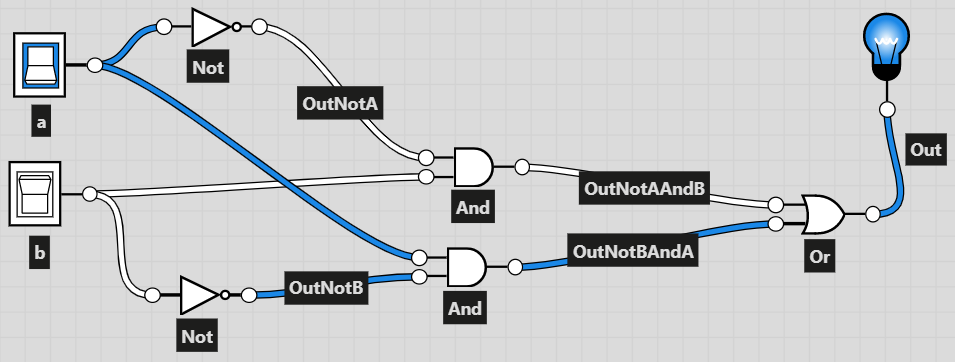 Not
OutNotA
a
Out
OutNotAAndB
And
b
OutNotBAndA
Or
OutNotB
And
Not